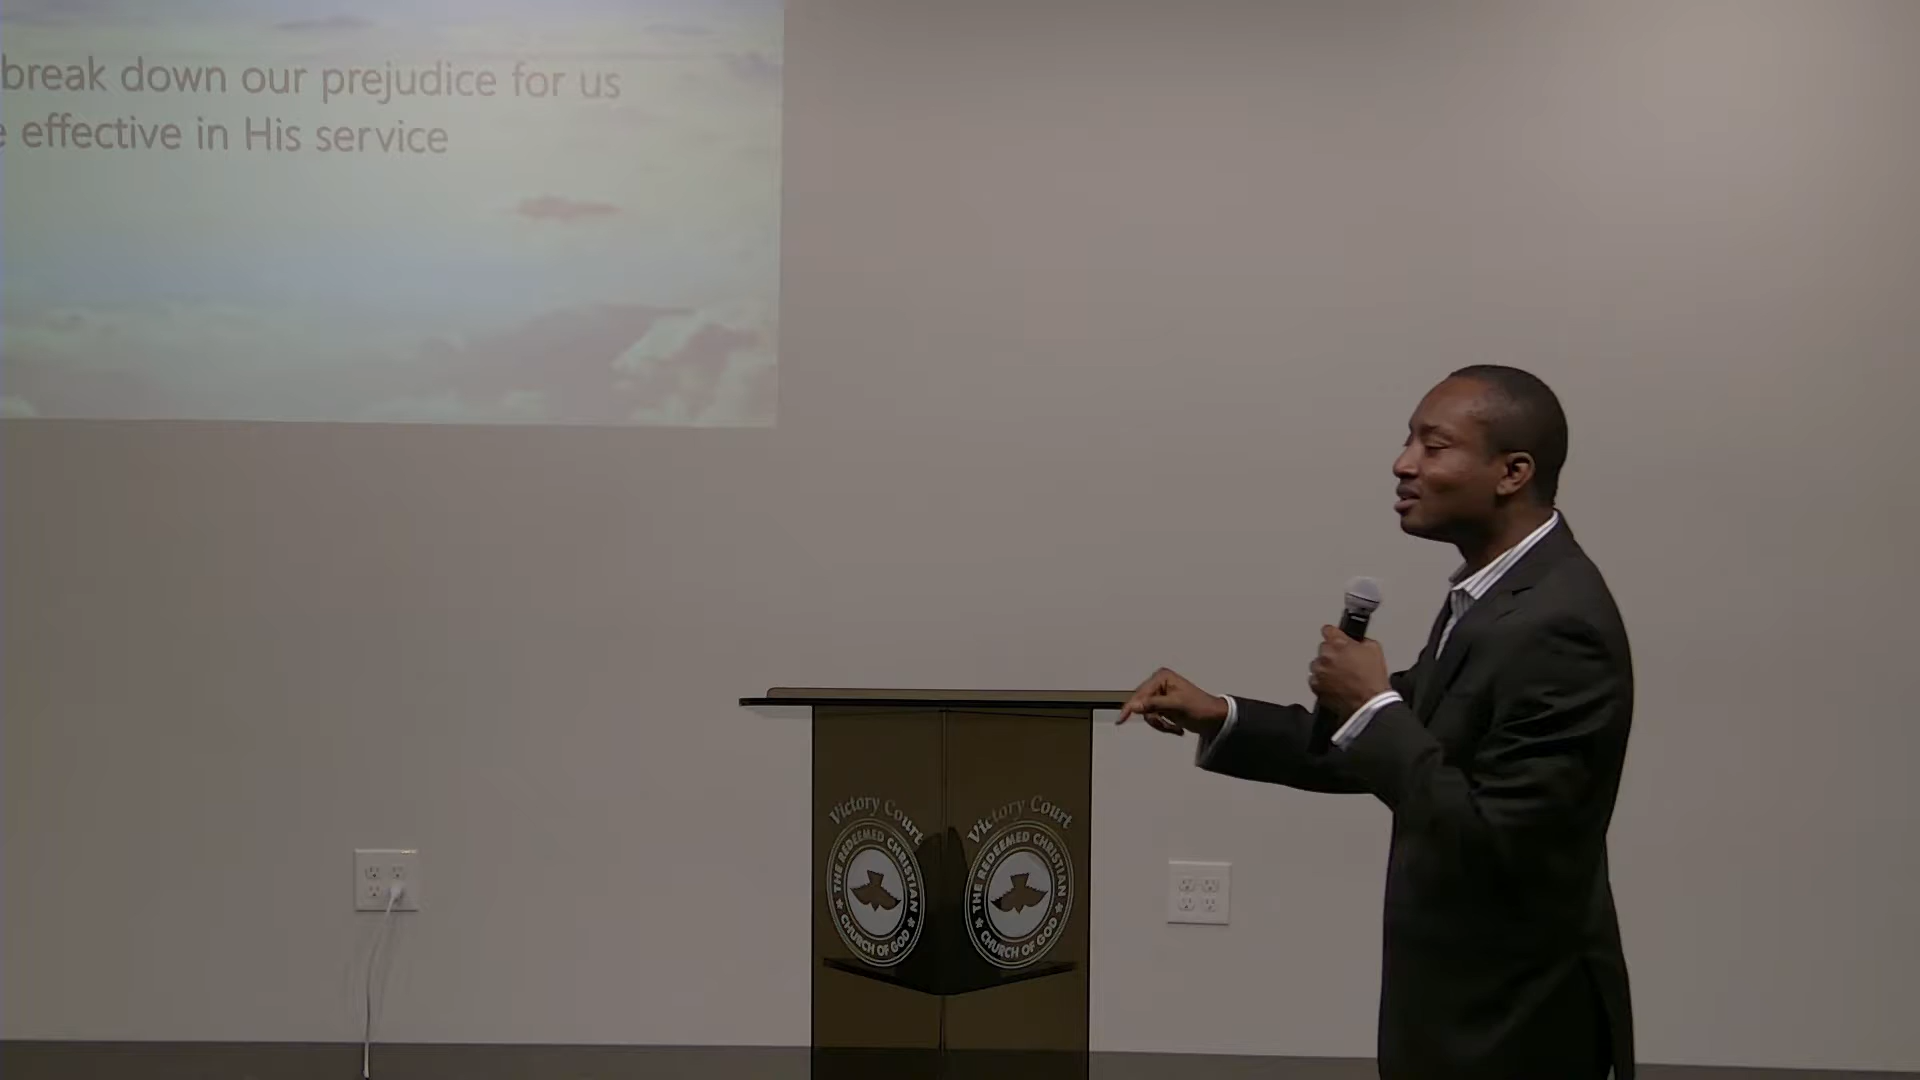 break down our prejudice for us
effective in His service
Victory Court
THE REDEEMED CHRISTIAN
CHURCH OF GOD
Victory Court
THE REDEEMED CHRISTIAN
CHURCH OF GOD